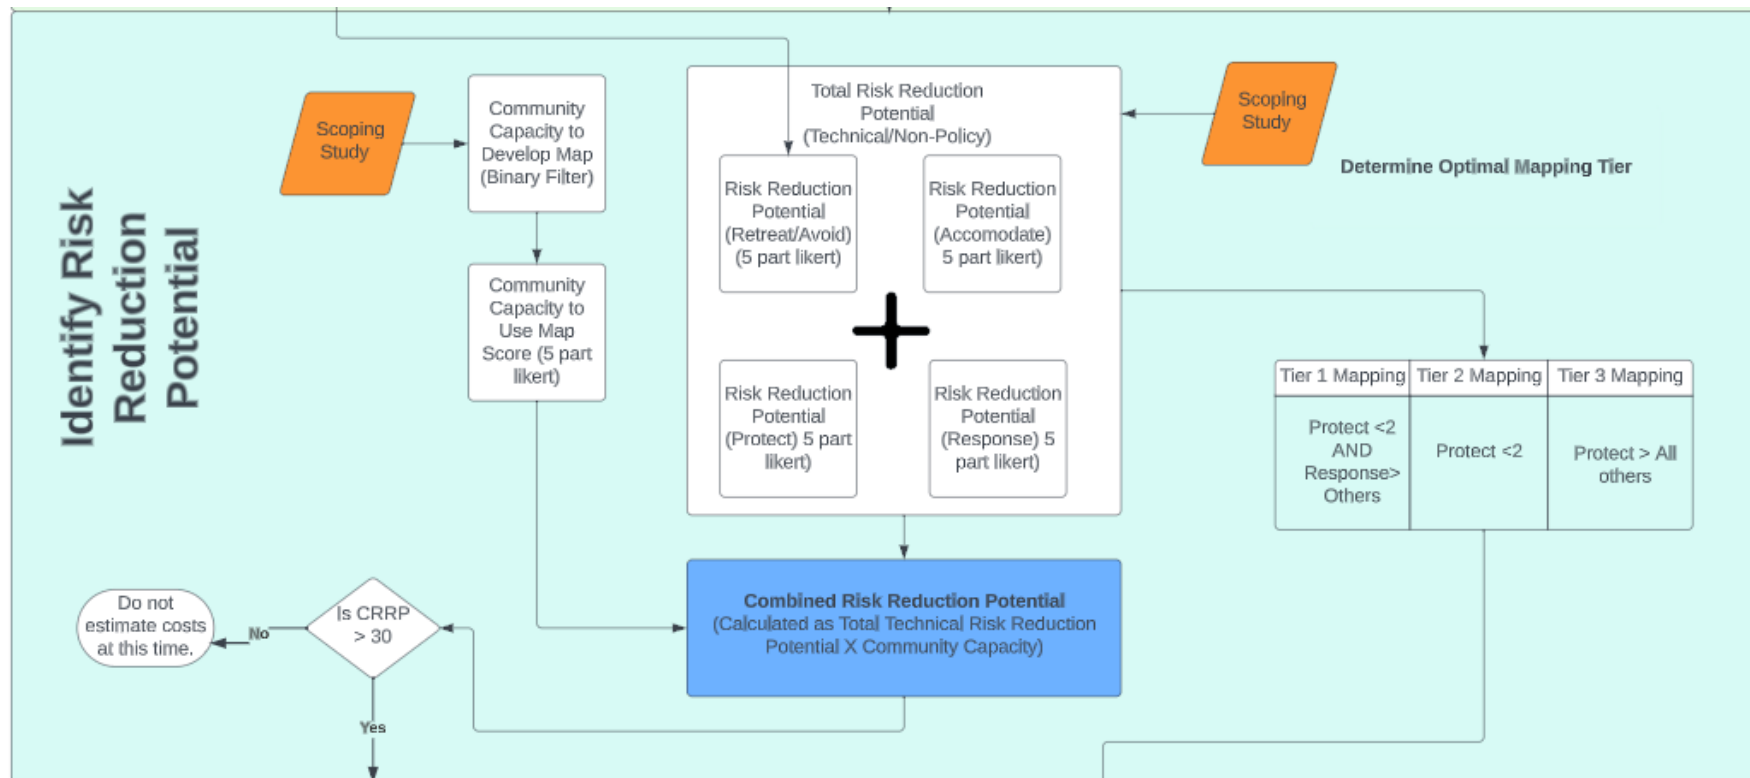 Identify Risk
Reduction
Potential
Scoping
Study
Community
Capacity to
Develop Map
(Binary Filter)
Community
Capacity to
Use Map
Score (5 part
likert)
Total Risk Reduction
Potential
(Technical/Non-Policy)
Risk Reduction
Potential
(Retreat/Avoid)
(5 part likert)
Risk Reduction
Potential
(Accomodate)
5 part likert)
Risk Reduction
Potential
(Protect) 5 part
likert)
Risk Reduction
Potential
(Response) 5
part likert)
Scoping
Study
Determine Optimal Mapping Tier
Tier 1 Mapping
Tier 2 Mapping
Tier 3 Mapping
Protect <2
AND
Response>
Others
Protect <2
Protect > All
others
Combined Risk Reduction Potential
(Calculated as Total Technical Risk Reduction
Potential X Community Capacity)
Is CRRP
> 30
No
Do not
estimate costs
at this time.
Yes